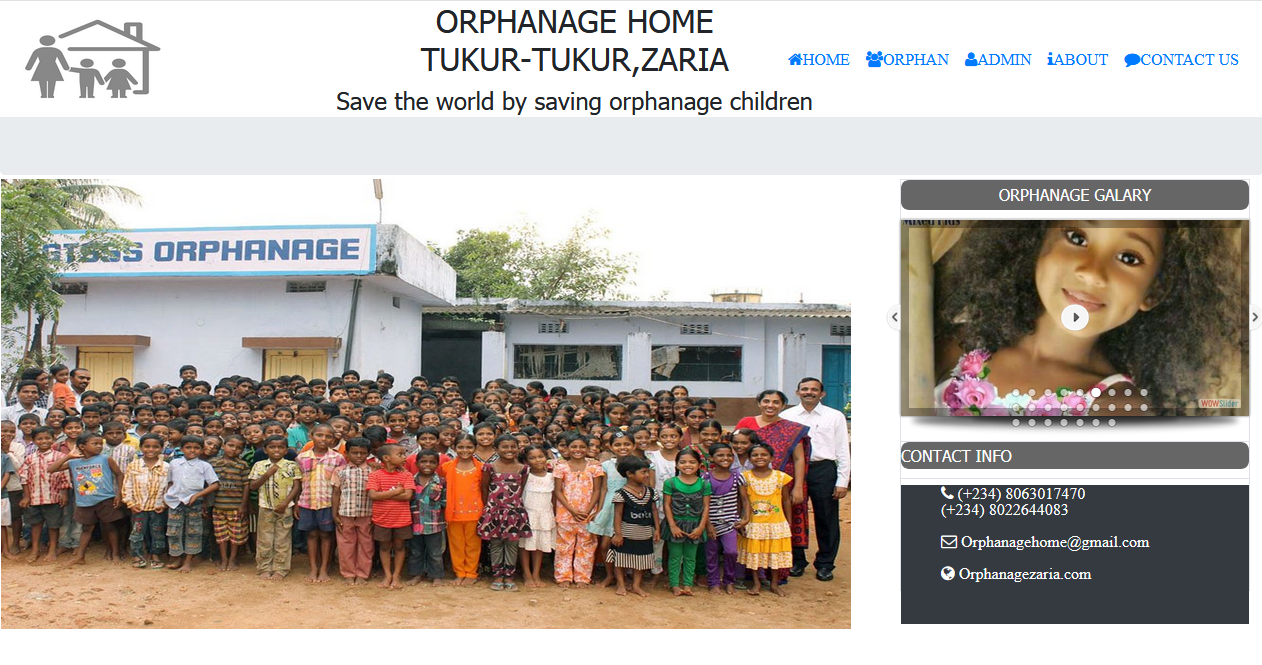 ORPHANAGE HOME
TUKUR-TUKUR,ZARIA
Save the world by saving orphanage children
HOME ORPHAN ADMIN ABOUT CONTACT US
ORPHANAGE
ORPHANAGE GALARY
WOWSlider
CONTACT INFO
(+234) 8063017470
(+234) 8022644083
Orphanagehome@gmail.com
Orphanagezaria.com